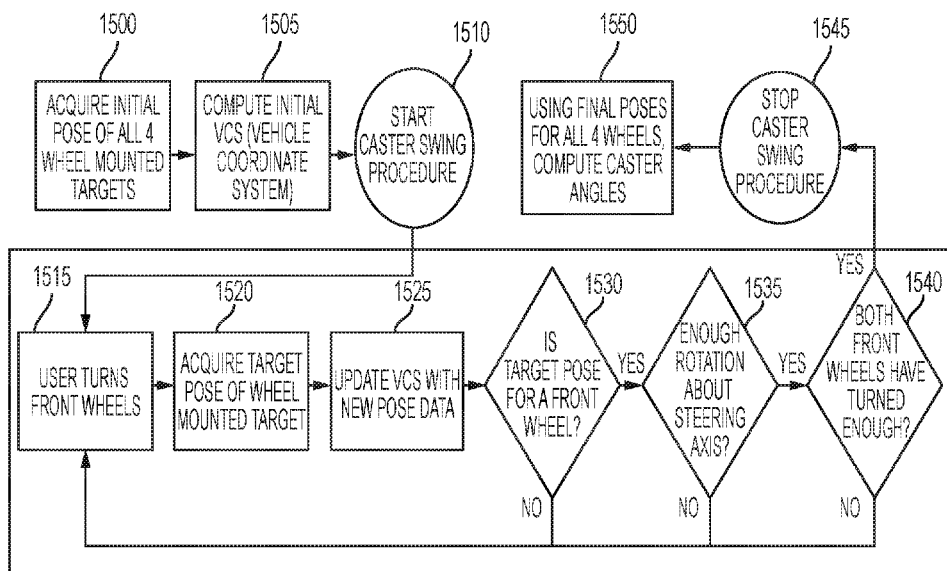 1500
1505
1510
1550
1545
ACQUIRE INITIAL
POSE OF ALL 4
WHEEL MOUNTED
TARGETS
COMPUTE INITIAL
VCS (VEHICLE
COORDINATE
SYSTEM)
START
CASTER SWING
PROCEDURE
USING FINAL POSES
FOR ALL 4 WHEELS,
COMPUTE CASTER
ANGLES
STOP
CASTER
SWING
PROCEDURE
1515
1520
1525
1530
1535
YES
1540
USER TURNS
FRONT WHEELS
ACQUIRE TARGET
POSE OF WHEEL
MOUNTED TARGET
UPDATE VCS WITH
NEW POSE DATA
IS
TARGET POSE
FOR A FRONT
WHEEL?
YES
ENOUGH
ROTATION
ABOUT
STEERING
AXIS?
YES
BOTH
FRONT
WHEELS HAVE
TURNED
ENOUGH?
NO
NO
NO